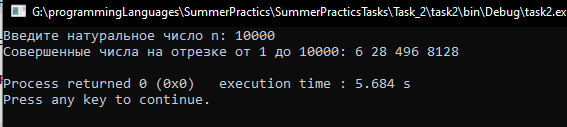 G:\programmingLanguages\SummerPractics\SummerPracticsTasks\Task_2\task2\bin\Debug\task2.ex
Введите натуральное число n: 10000
Совершенные числа на отрезке от 1 до 10000: 6 28 496 8128
Process returned 0 (0x0)   execution time : 5.684 s
Press any key to continue.